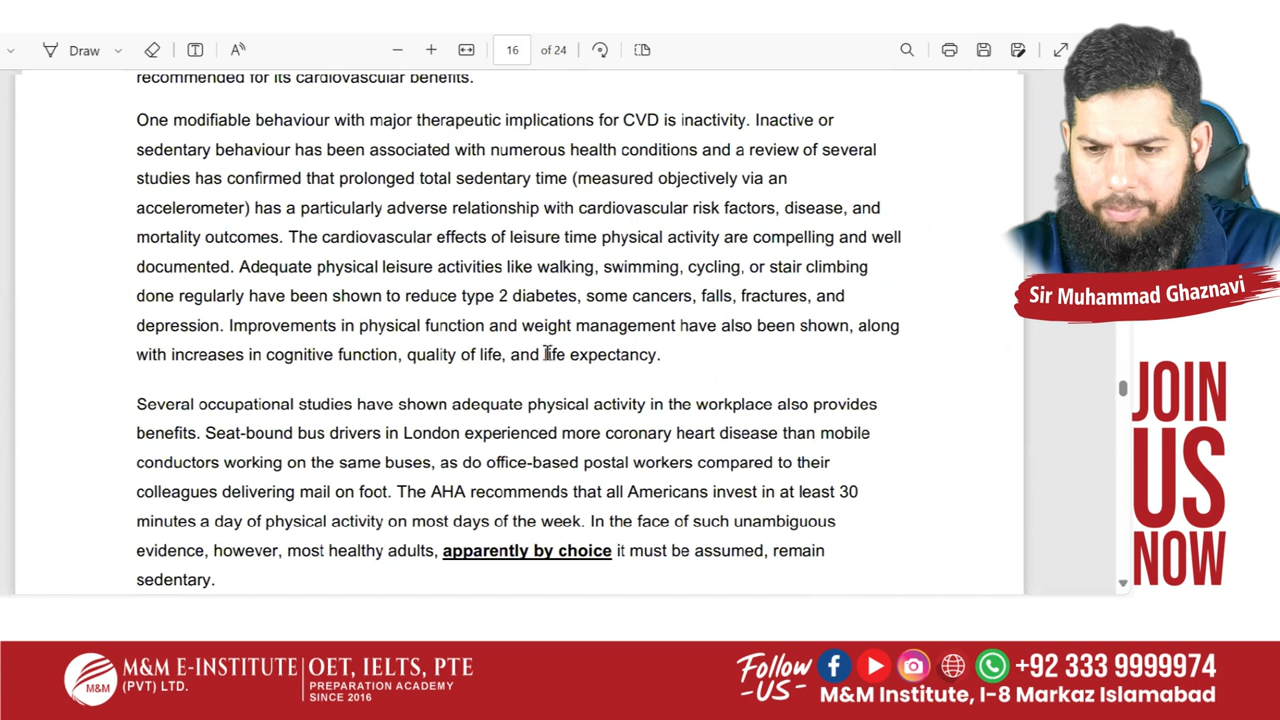 Draw
16
of 24
recommended for its cardiovascular benefits.
One modifiable behaviour with major therapeutic implications for CVD is inactivity. Inactive or
sedentary behaviour has been associated with numerous health conditions and a review of several
studies has confirmed that prolonged total sedentary time (measured objectively via an
accelerometer) has a particularly adverse relationship with cardiovascular risk factors, disease, and
mortality outcomes. The cardiovascular effects of leisure time physical activity are compelling and well
documented. Adequate physical leisure activities like walking, swimming, cycling, or stair climbing
done regularly have been shown to reduce type 2 diabetes, some cancers, falls, fractures, and
depression. Improvements in physical function and weight management have also been shown, along
with increases in cognitive function, quality of life, and life expectancy.
Several occupational studies have shown adequate physical activity in the workplace also provides
benefits. Seat-bound bus drivers in London experienced more coronary heart disease than mobile
conductors working on the same buses, as do office-based postal workers compared to their
colleagues delivering mail on foot. The AHA recommends that all Americans invest in at least 30
minutes a day of physical activity on most days of the week. In the face of such unambiguous
evidence, however, most healthy adults, apparently by choice it must be assumed, remain
sedentary.
Sir Muhammad Ghaznavi
JOIN
US
NOW
M&M
M&M E-INSTITUTE
(PVT) LTD.
OET, IELTS, PTE
PREPARATION ACADEMY
SINCE 2016
Follow
-US-
+92 333 9999974
M&M Institute, I-8 Markaz Islamabad